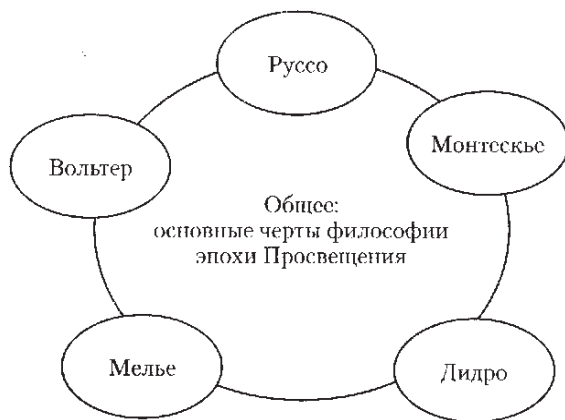 Руссо
Монтескье
Вольтер
Общее:
основные черты философии
эпохи Просвещения
Мелье
Дидро